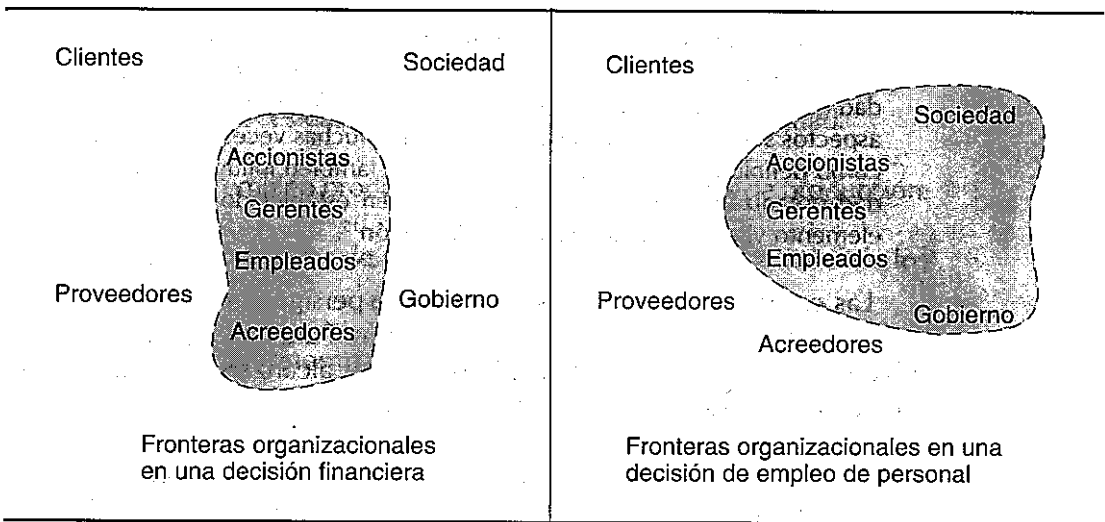 Clientes
Sociedad
Accionistas
Gerentes
Empleados
Proveedores
Gobierno
Acreedores
Fronteras organizacionales
en una decisión financiera
Clientes
Sociedad
Accionistas
Gerentes
Empleados
Proveedores
Gobierno
Acreedores
Fronteras organizacionales en una
decisión de empleo de personal